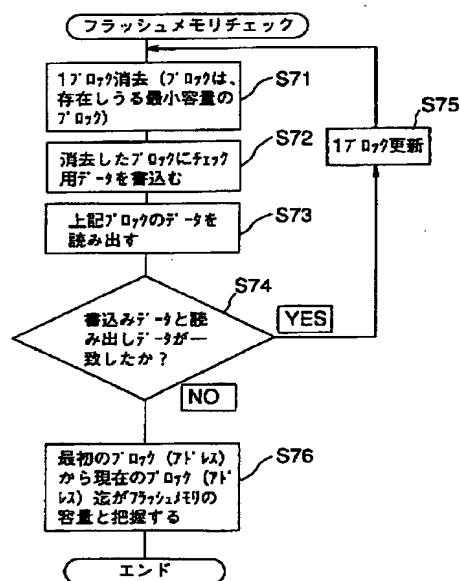 フラッシュメモリチェック
1ブロック消去 (ブロックは、
存在しうる最小容量の
ブロック)
S71
S75
1ブロック更新
消去したブロックにチェック
用データを書込む
S72
上記ブロックのデータを
読み出す
S73
S74
書込みデータと読
み出しデータが一
致したか？
YES
NO
最初のブロック (アドレス)
から現在のブロック (ア
ドレス) 迄がフラッシュメモリの
容量と把握する
S76
エンド